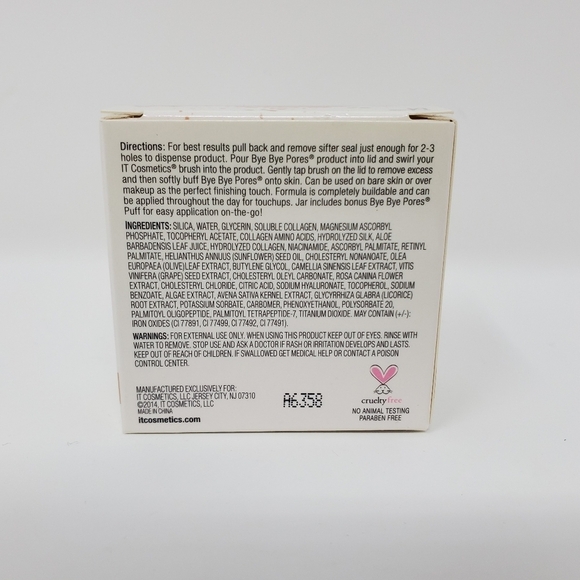 Directions: For best results pull back and remove sifter seal just enough for 2-3
holes to dispense product. Pour Bye Bye Pores® product into lid and swirl your
IT Cosmetics® brush into the product. Gently tap brush on the lid to remove excess
and then softly buff Bye Bye Pores® onto skin. Can be used on bare skin or over
makeup as the perfect finishing touch. Formula is completely buildable and can
be applied throughout the day for touchups. Jar includes bonus Bye Bye Pores®
Puff for easy application on-the-go!
INGREDIENTS: SILICA, WATER, GLYCERIN, SOLUBLE COLLAGEN, MAGNESIUM ASCORBYL
PHOSPHATE, TOCOPHERYL ACETATE, COLLAGEN AMINO ACIDS, HYDROLYZED SILK, ALOE
BARBADENSIS LEAF JUICE, HYDROLYZED COLLAGEN, NIACINAMIDE, ASCORBYL PALMITATE, RETINYL
PALMITATE, HELIANTHUS ANNUUS (SUNFLOWER) SEED OIL, CHOLESTERYL NONANOATE, OLEA
EUROPAEA (OLIVE)LEAF EXTRACT, BUTYLENE GLYCOL, CAMELLIA SINENSIS LEAF EXTRACT, VITIS
VINIFERA (GRAPE) SEED EXTRACT, CHOLESTERYL OLEYL CARBONATE, ROSA CANINA FLOWER
EXTRACT, CHOLESTERYL CHLORIDE, CITRIC ACID, SODIUM HYALURONATE, TOCOPHEROL, SODIUM
BENZOATE, ALGAE EXTRACT, AVENA SATIVA KERNEL EXTRACT, GLYCYRRHIZA GLABRA (LICORICE)
ROOT EXTRACT, POTASSIUM SORBATE, CARBOMER, PHENOXYETHANOL, POLYSORBATE 20,
PALMITOYL OLIGOPEPTIDE, PALMITOYL TETRAPEPTIDE-7, TITANIUM DIOXIDE. MAY CONTAIN (+/-):
IRON OXIDES (CI 77891, CI 77499, CI 77492, CI 77491).
WARNINGS: FOR EXTERNAL USE ONLY. WHEN USING THIS PRODUCT KEEP OUT OF EYES. RINSE WITH
WATER TO REMOVE. STOP USE AND ASK A DOCTOR IF RASH OR IRRITATION DEVELOPS AND LASTS.
KEEP OUT OF REACH OF CHILDREN. IF SWALLOWED GET MEDICAL HELP OR CONTACT A POISON
CONTROL CENTER.
MANUFACTURED EXCLUSIVELY FOR:
IT COSMETICS, LLC JERSEY CITY, NJ 07310
©2014, IT COSMETICS, LLC
MADE IN CHINA
itcosmetics.com
A6358
crueltyfree
NO ANIMAL TESTING
PARABEN FREE